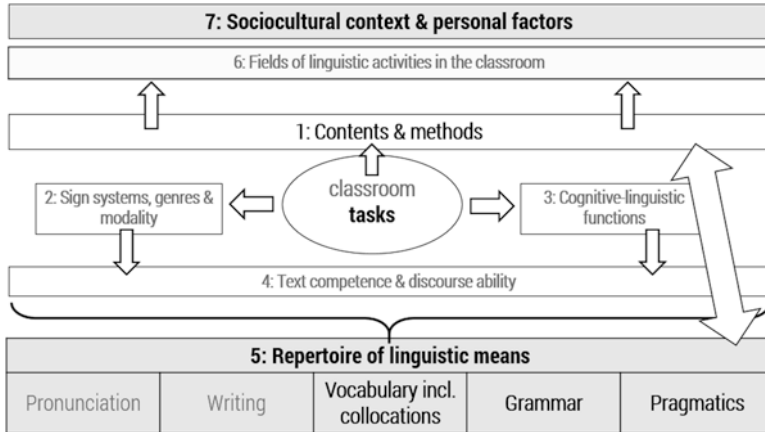 7: Sociocultural context & personal factors
6: Fields of linguistic activities in the classroom
1: Contents & methods
classroom
tasks
2: Sign systems, genres &
modality
3: Cognitive-linguistic
functions
4: Text competence & discourse ability
5: Repertoire of linguistic means
Pronunciation
Writing
Vocabulary incl.
collocations
Grammar
Pragmatics